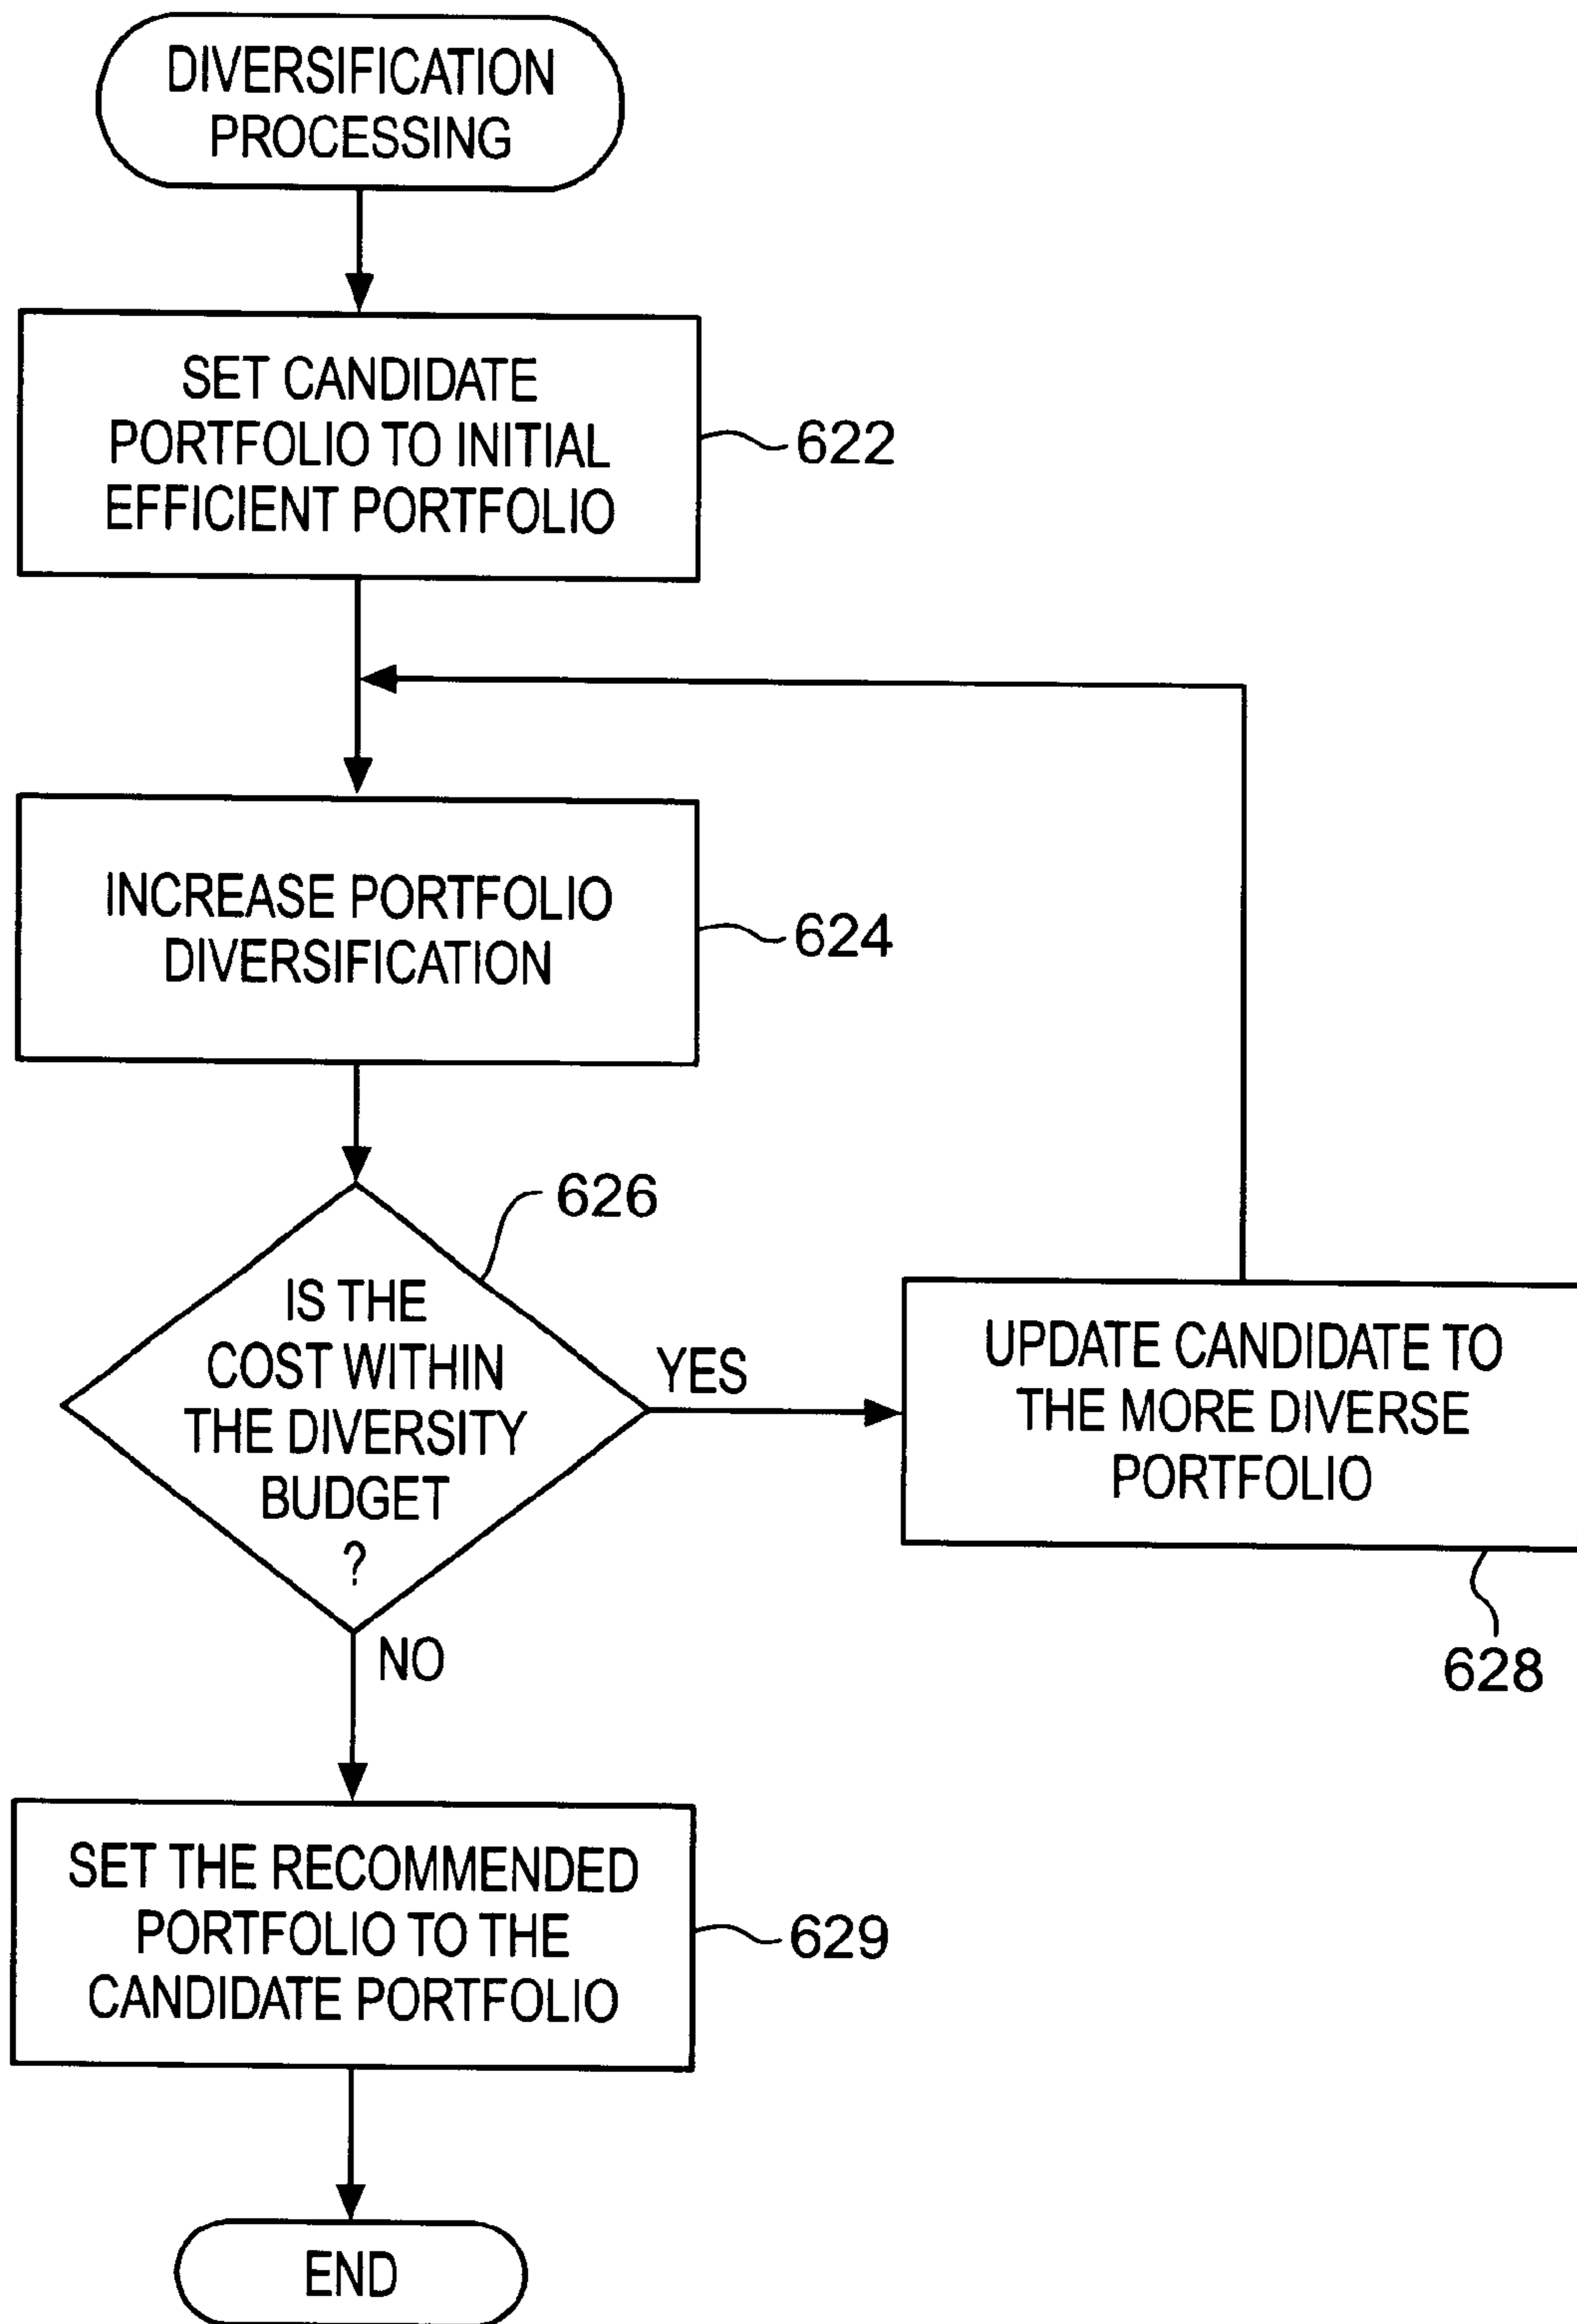 DIVERSIFICATION
PROCESSING
SET CANDIDATE
PORTFOLIO TO INITIAL
EFFICIENT PORTFOLIO
622
INCREASE PORTFOLIO
DIVERSIFICATION
624
626
IS THE
COST WITHIN
THE DIVERSITY
BUDGET
?
YES
UPDATE CANDIDATE TO
THE MORE DIVERSE
PORTFOLIO
628
NO
SET THE RECOMMENDED
PORTFOLIO TO THE
CANDIDATE PORTFOLIO
629
END